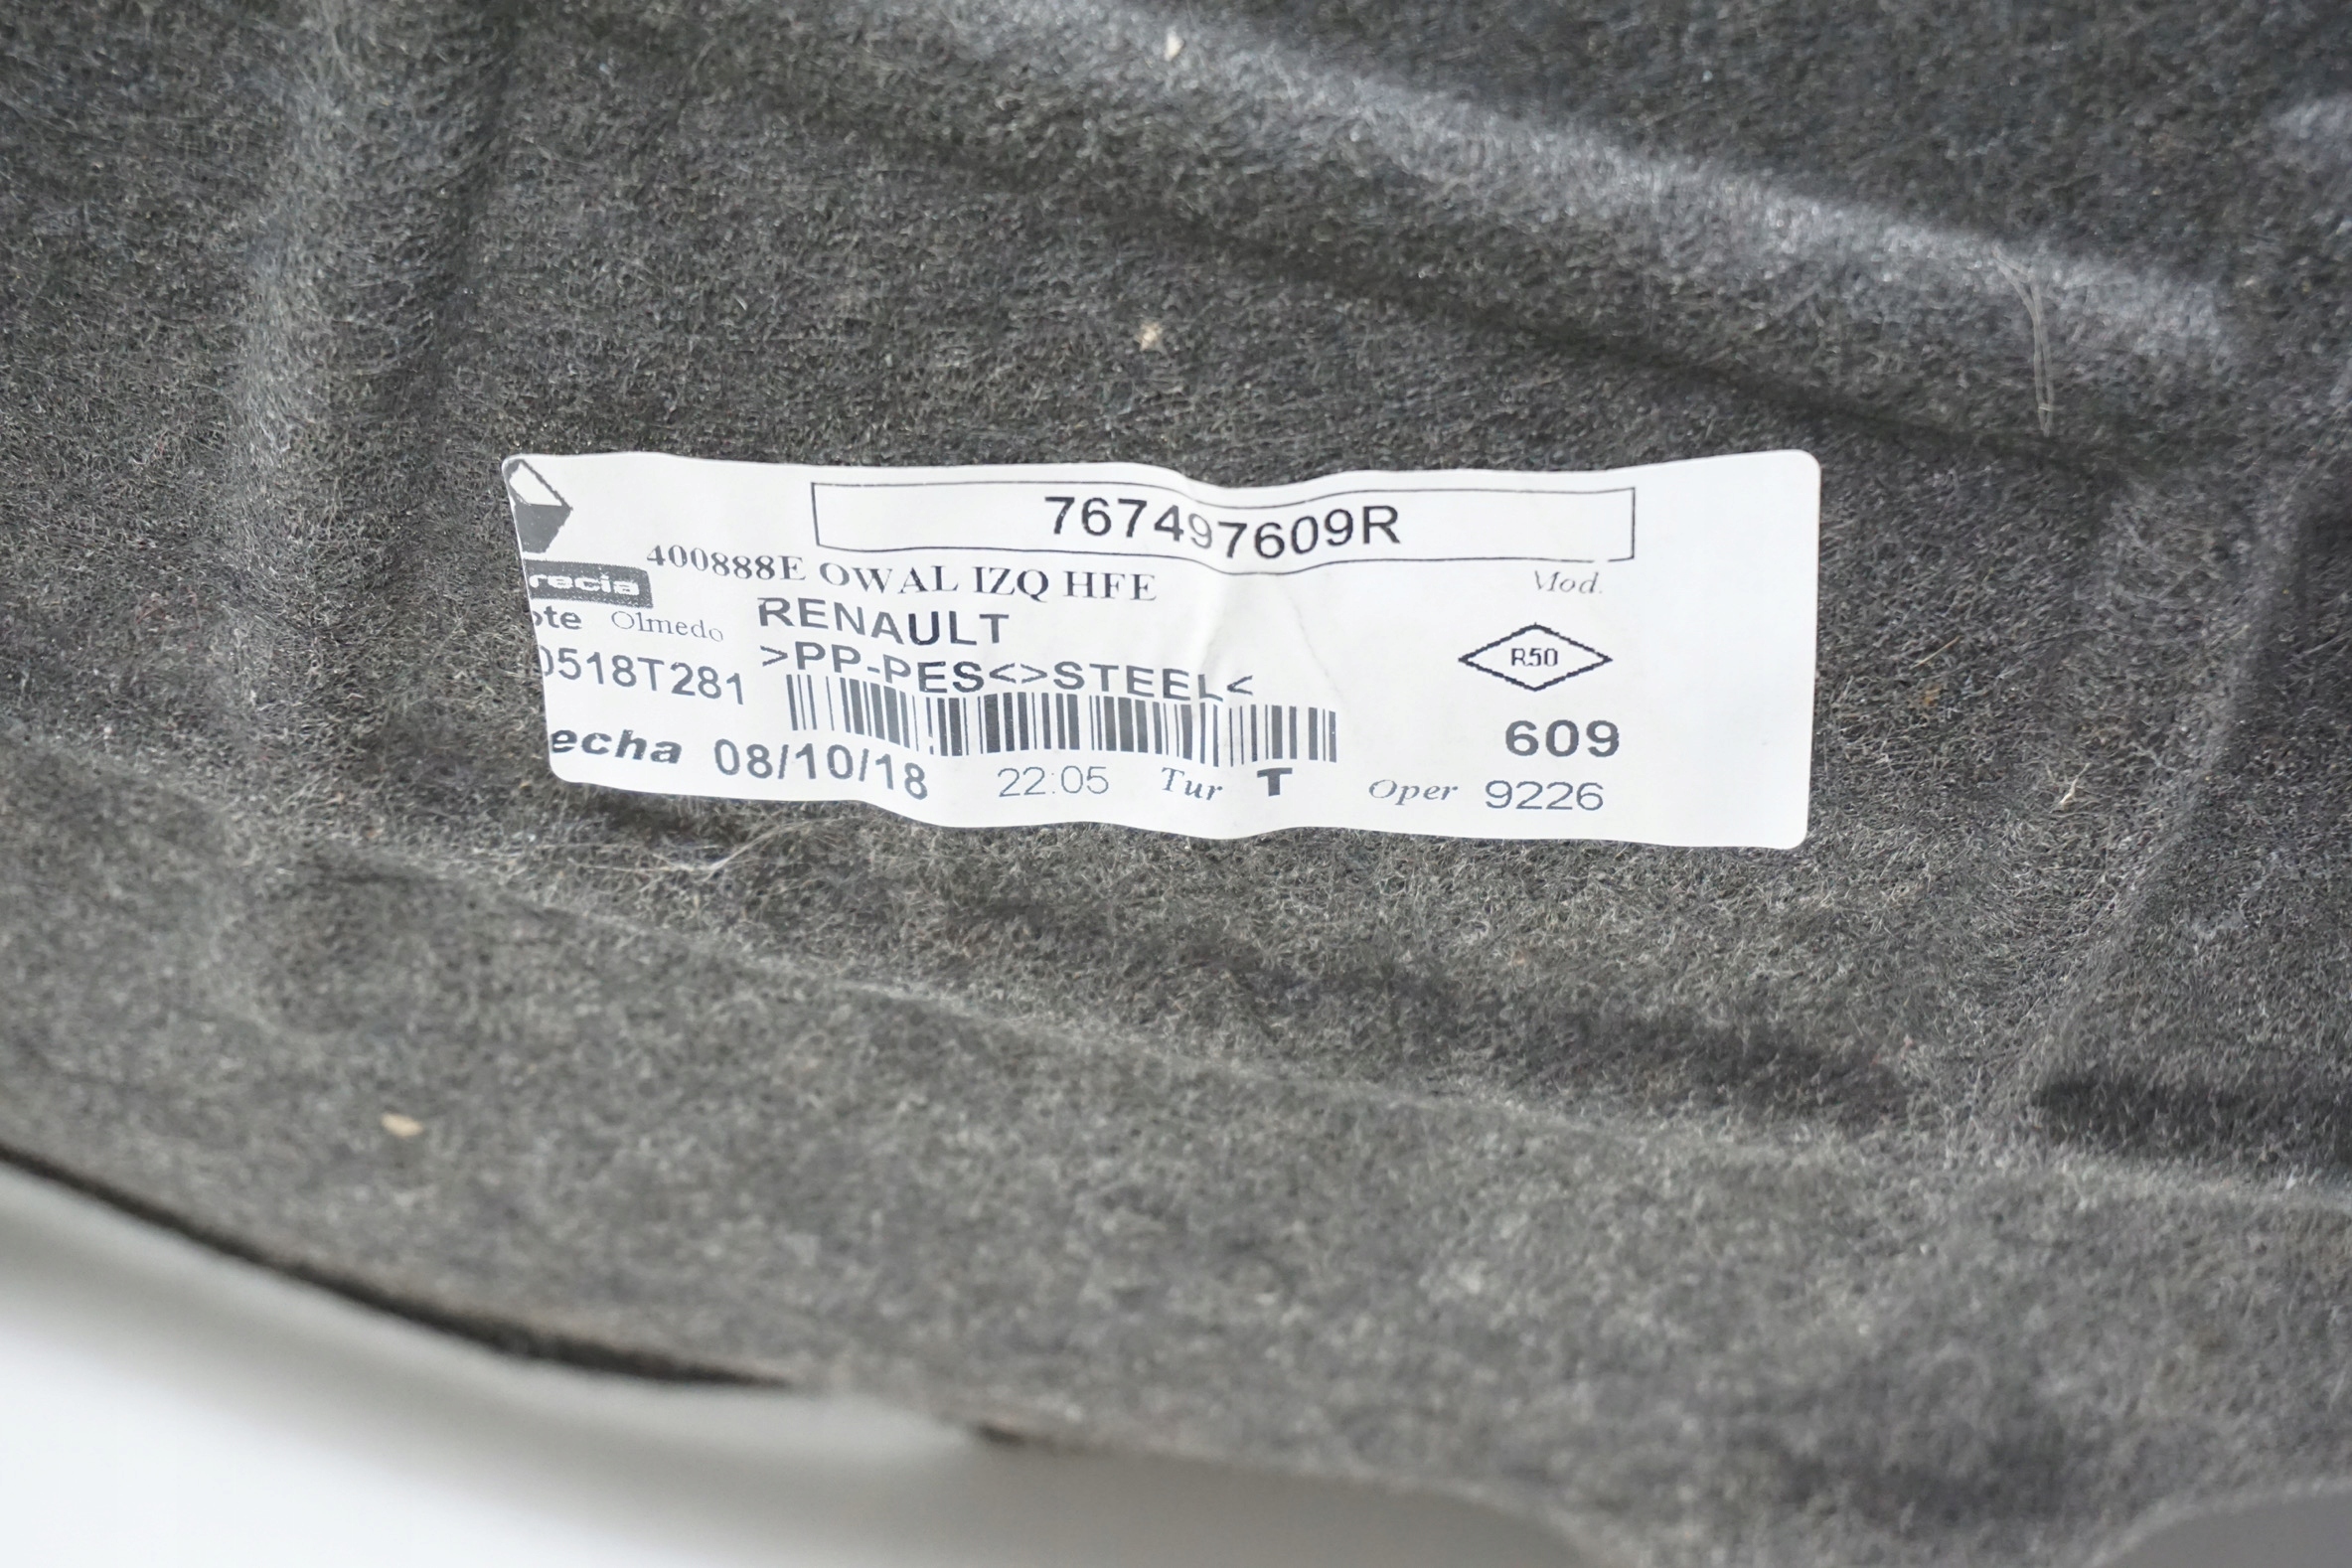 767497609R
400888E OWAL IZQ HFE
Mod.
recia
RENAULT
ote Olmedo
>PP-PES<>STEEL<
R50
0518T281
609
echa 08/10/18 22:05 Tur T Oper 9226